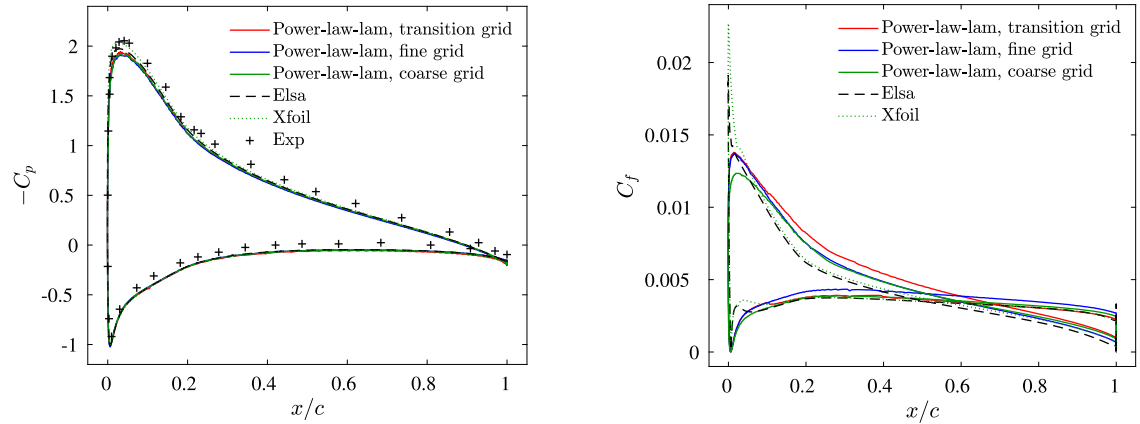 Power-law-lam, transition grid
Power-law-lam, fine grid
Power-law-lam, coarse grid
Elsa
Xfoil
Exp
2
1.5
1
0.5
0
-0.5
-1
−C_p
0
0.2
0.4
0.6
0.8
1
x/c
Power-law-lam, transition grid
Power-law-lam, fine grid
Power-law-lam, coarse grid
Elsa
Xfoil
0.02
0.015
0.01
0.005
0
C_f
0
0.2
0.4
0.6
0.8
1
x/c